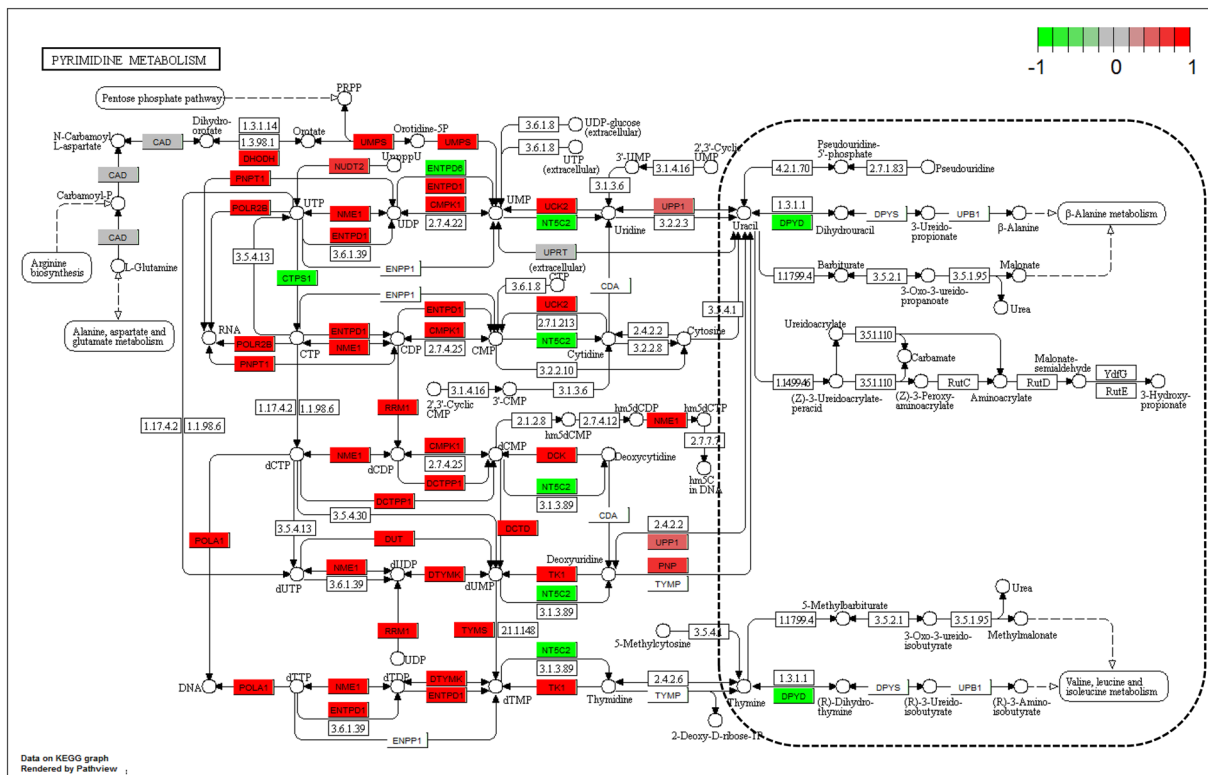 -1
0
1
PYRIMIDINE METABOLISM
PRPP
Pentose phosphate pathway
N-Carbamoyl
L-aspartate
CAD
Dihydro-
orotate
1.3.1.14
1.3.98.1
DHODH
Orotate
UMPS
Orotidine-5P
UMPS
3.6.1.8
UDP-glucose
(extracellular)
3.6.1.8
UTP
(extracellular)
3'-UMP
2',3'-Cyclic
UMP
3.1.4.16
3.1.3.6
Pseudouridine-
5'-phosphate
4.2.1.70
2.7.1.83
Pseudouridine
CAD
PNPT1
NUDT2
UppppU
ENTPD6
ENTPD1
Carbamoyl-P
POLR2B
UTP
NME1
UDP
CMPK1
2.7.4.22
UMP
UCK2
NT5C2
Uridine
UPP1
3.2.2.3
Uracil
1.3.1.1
DPYD
Dihydrouracil
DPYS
3-Ureido-
propionate
UPB1
β-Alanine
β-Alanine metabolism
CAD
ENTPD1
3.6.1.39
Arginine
biosynthesis
L-Glutamine
3.5.4.13
CTPS1
ENPP1
UPRT
(extracellular)
CTP
3.6.1.8
CDA
Barbiturate
1.17.99.4
3.5.2.1
3-Oxo-3-ureido-
propanoate
3.5.1.95
Malonate
Urea
ENPP1
Alanine, aspartate and
glutamate metabolism
RNA
ENTPD1
POLR2B
NME1
PNPT1
CTP
CDP
ENTPD1
CMPK1
2.7.4.25
CMP
UCK2
2.7.1.213
NT5C2
Cytidine
2.4.2.2
3.2.2.8
Cytosine
3.5.4.1
3.2.2.10
Ureidoacrylate
3.5.1.110
Carbamate
1.14.99.46
3.5.1.110
(Z)-3-Ureidoacrylate-
peracid
(Z)-3-Peroxy-
aminoacrylate
RutC
Aminoacrylate
RutD
Malonate-
semialdehyde
YdfG
RutE
3-Hydroxy-
propionate
2',3'-Cyclic
CMP
3.1.4.16
3'-CMP
3.1.3.6
1.17.4.2
1.1.98.6
RRM1
1.17.4.2
1.1.98.6
2.1.2.8
hm5dCMP
2.7.4.12
hm5dCDP
NME1
hm5dCTP
2.7.7.7
hm5C
in DNA
dCTP
NME1
dCDP
CMPK1
2.7.4.25
DCTPP1
dCMP
DCK
NT5C2
3.1.3.89
Deoxycytidine
DCTPP1
3.5.4.30
3.5.4.13
DCTD
CDA
POLA1
DUT
2.4.2.2
UPP1
PNP
TYMP
dUTP
NME1
3.6.1.39
dUDP
DTYMK
dUMP
TK1
NT5C2
3.1.3.89
Deoxyuridine
RRM1
UDP
TYMS
2.1.1.148
5-Methylcytosine
3.5.4.1
5-Methylbarbiturate
1.17.99.4
3.5.2.1
3-Oxo-3-ureido-
isobutyrate
3.5.1.95
Urea
Methylmalonate
DNA
POLA1
dTTP
NME1
ENTPD1
3.6.1.39
dTDP
DTYMK
ENTPD1
dTMP
NT5C2
3.1.3.89
TK1
Thymidine
2.4.2.6
TYMP
Thymine
2-Deoxy-D-ribose-1P
1.3.1.1
DPYD
(R)-Dihydro-
thymine
DPYS
(R)-3-Ureido-
isobutyrate
UPB1
(R)-3-Amino-
isobutyrate
Valine, leucine and
isoleucine metabolism
ENPP1
Data on KEGG graph
Rendered by Pathview